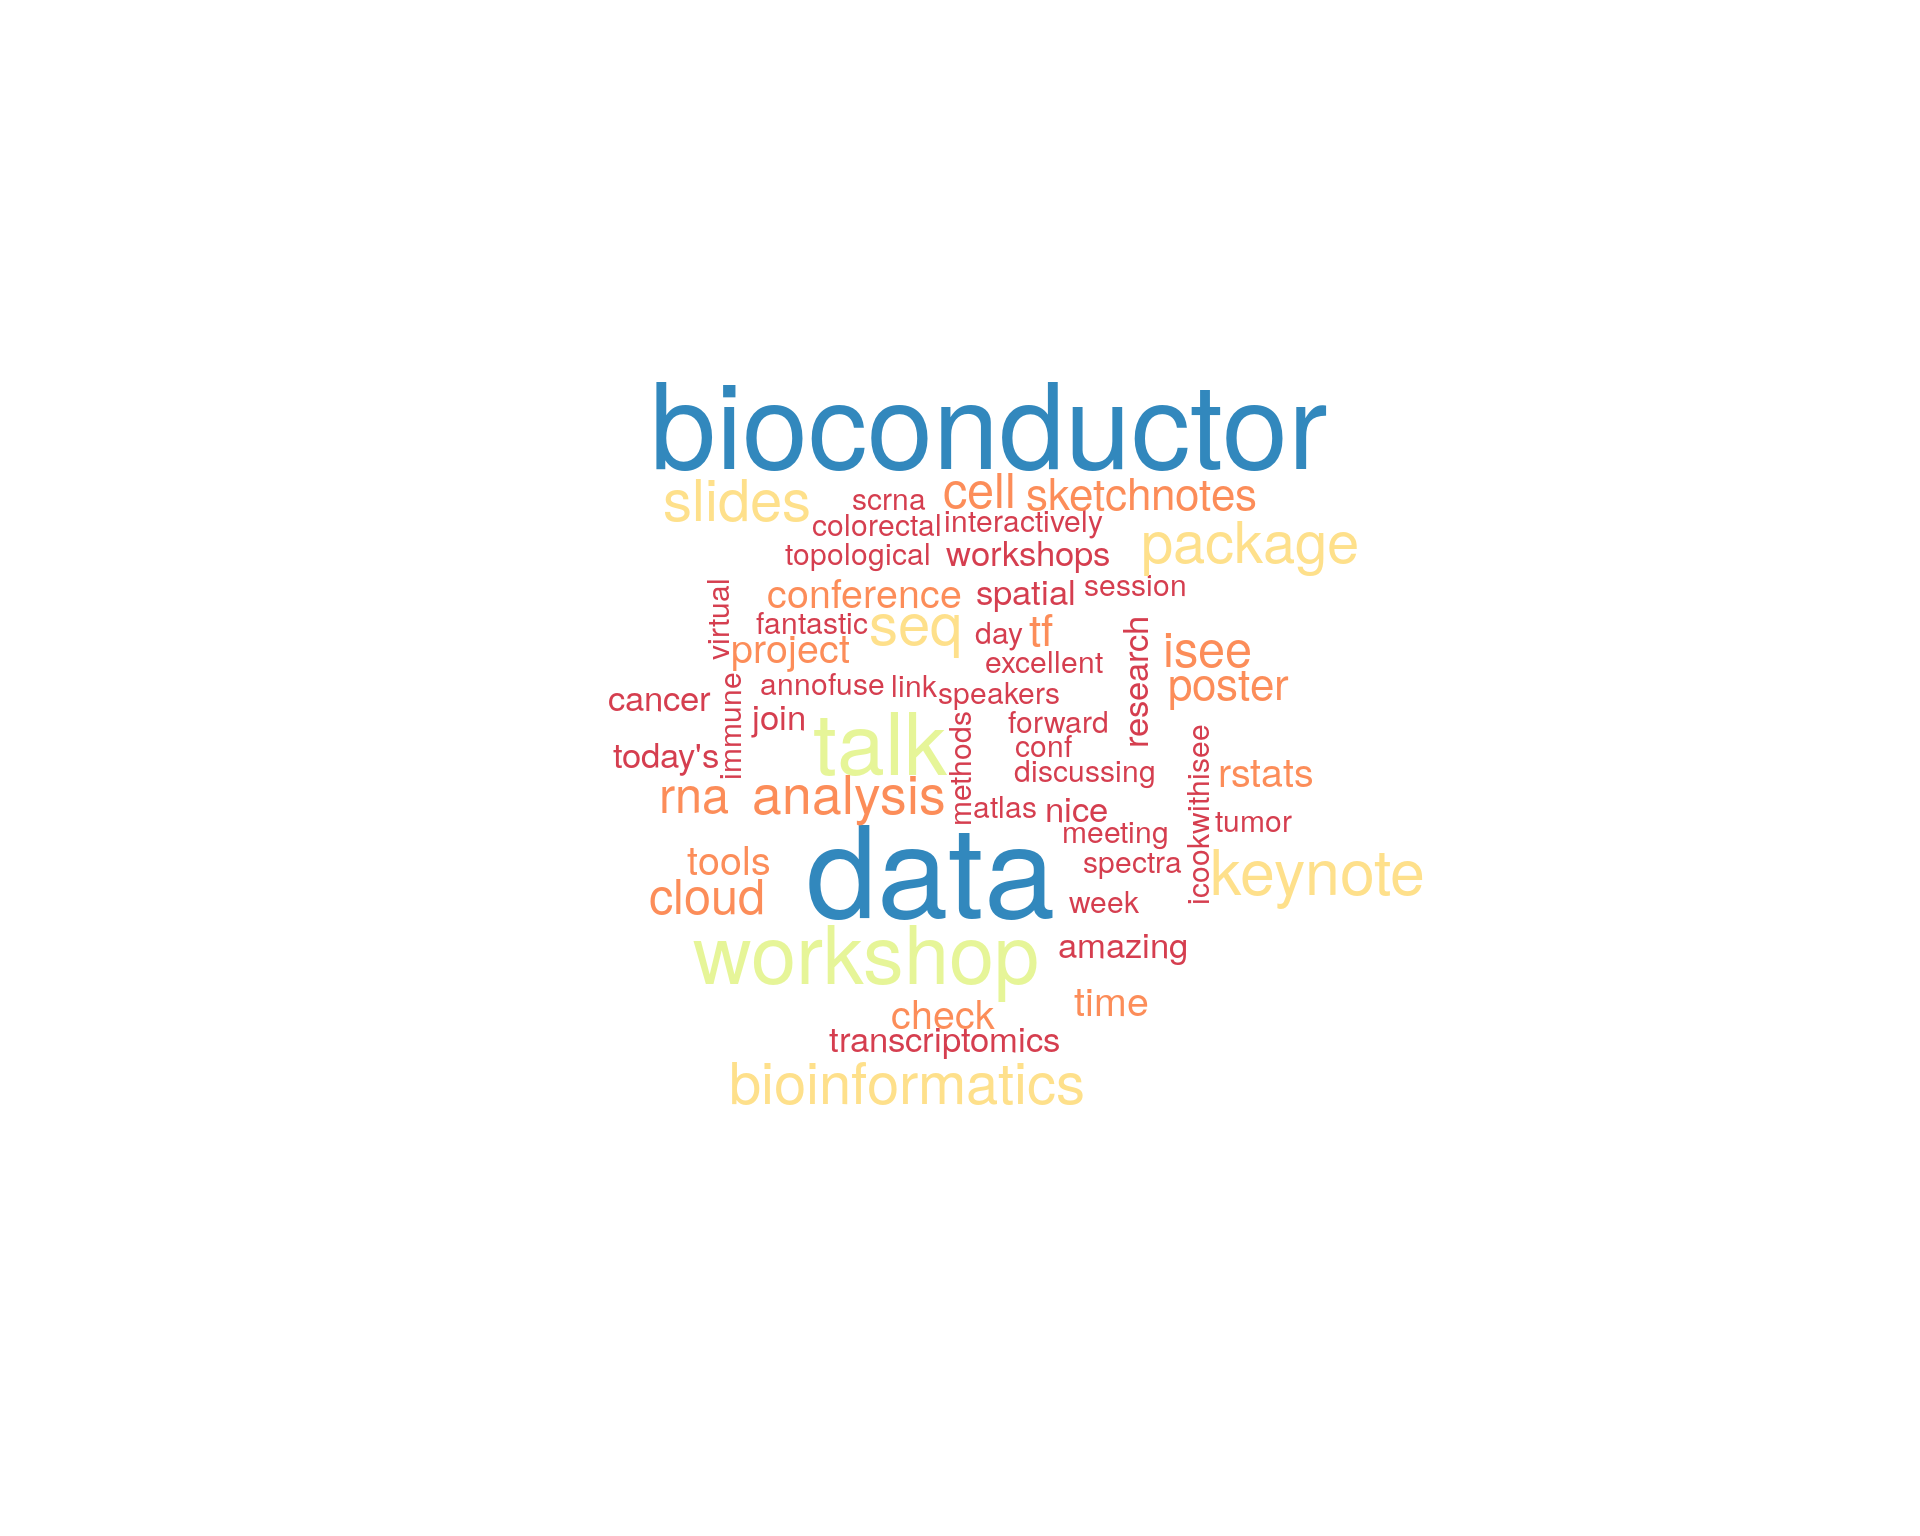 bioconductor
slides
scrna
cell
sketchnotes
colorectal
interactively
package
topological
workshops
virtual
conference
spatial
session
fantastic
seq
day
tf
research
isee
project
excellent
poster
cancer
immune
annofuse
link
speakers
join
talk
methods
forward
icookwithisee
today's
conf
discussing
rstats
rna
analysis
atlas
nice
tumor
meeting
tools
data
spectra
keynote
cloud
week
workshop
amazing
check
time
transcriptomics
bioinformatics